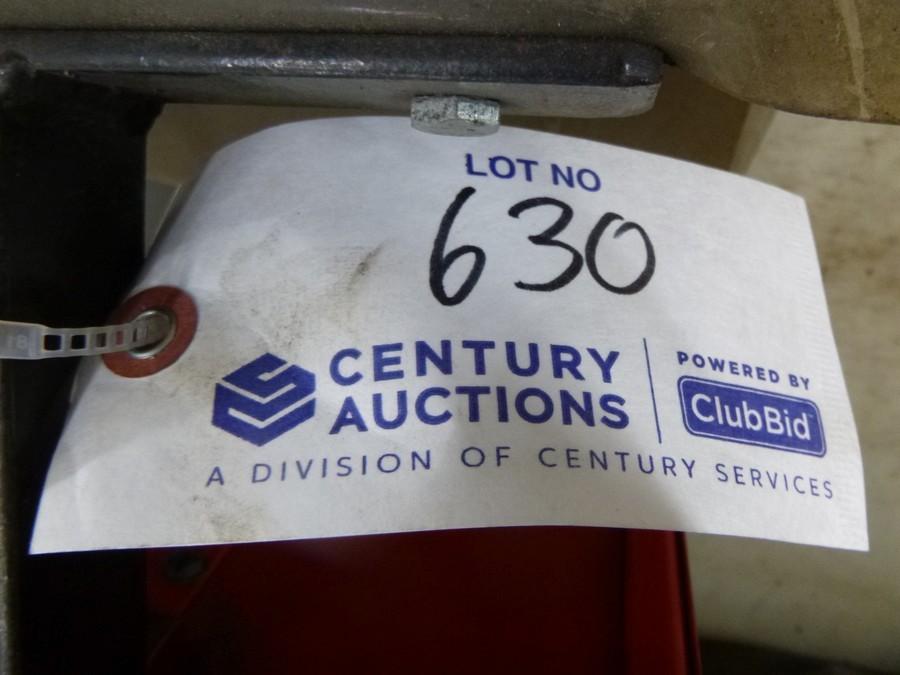 LOT NO
630
CENTURY
AUCTIONS
POWERED BY
ClubBid
A DIVISION OF CENTURY SERVICES